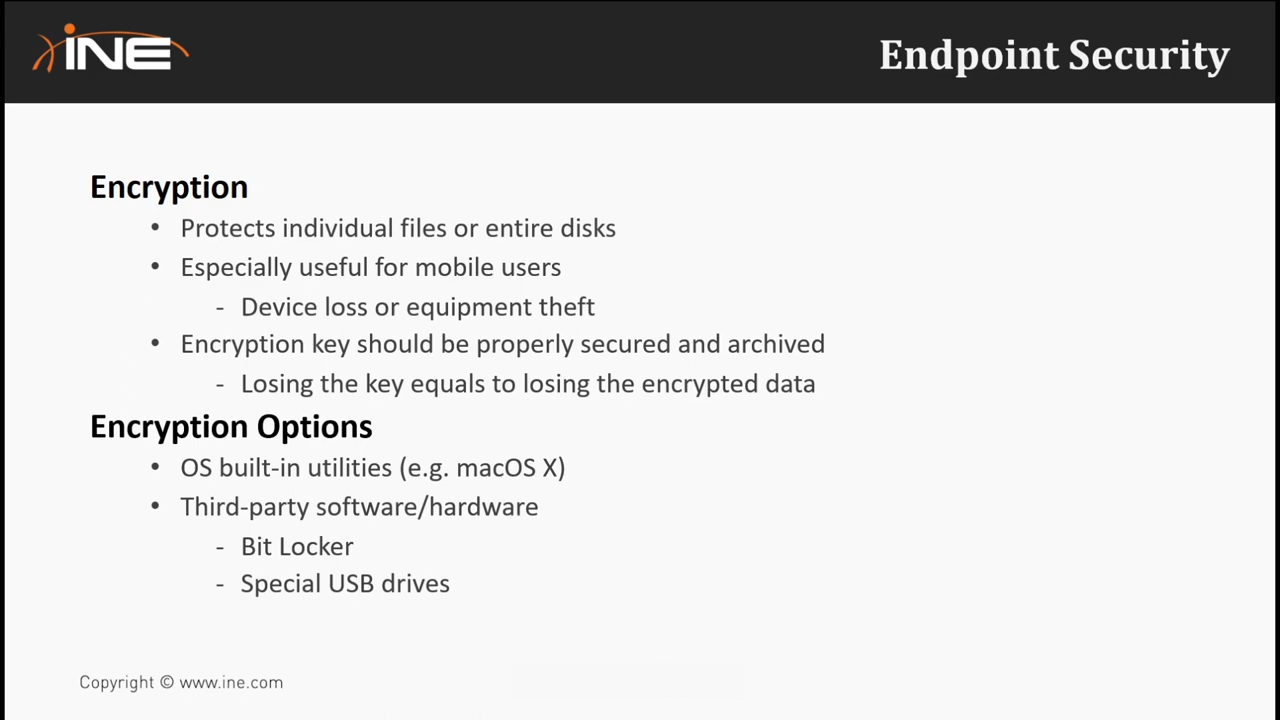 iNE
Endpoint Security
Encryption
• Protects individual files or entire disks
• Especially useful for mobile users
- Device loss or equipment theft
• Encryption key should be properly secured and archived
- Losing the key equals to losing the encrypted data
Encryption Options
• OS built-in utilities (e.g. macOS X)
• Third-party software/hardware
- Bit Locker
- Special USB drives
Copyright © www.ine.com